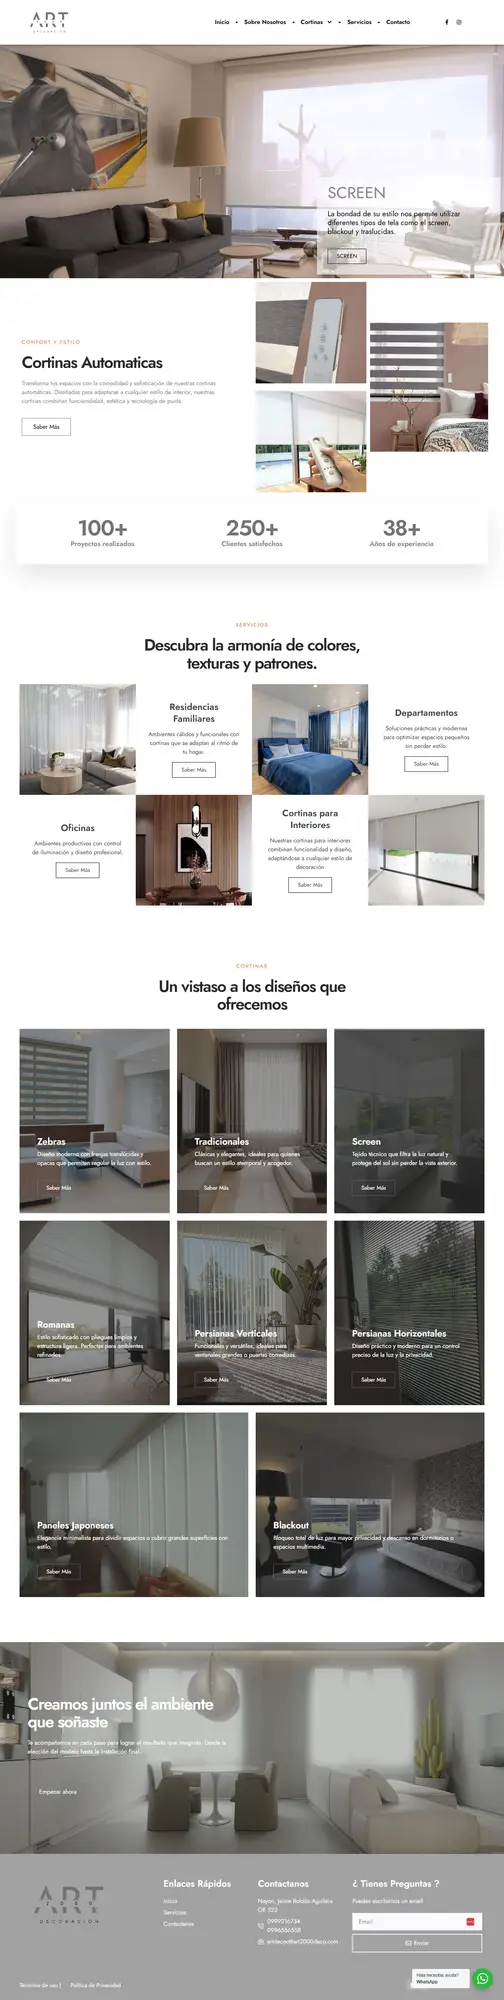 ART
DECORACIÓN
Inicio • Sobre Nosotros • Cortinas • Servicios • Contacto
SCREEN
La bondad de su estilo nos permite utilizar
diferentes tipos de tela como el screen,
blackout y traslucidas.
SCREEN
CONFORT Y ESTILO
Cortinas Automaticas
Transforma tus espacios con la comodidad y sofisticación de nuestras cortinas
automáticas. Diseñadas para adaptarse a cualquier estilo de interior, nuestras
cortinas combinan funcionalidad, estética y tecnología de punta.
Saber Más
100+
Proyectos realizados
250+
Clientes satisfechos
38+
Años de experiencia
SERVICIOS
Descubra la armonía de colores,
texturas y patrones.
Residencias
Familiares
Ambientes cálidos y funcionales con
cortinas que se adaptan al ritmo de
tu hogar.
Saber Más
Departamentos
Soluciones prácticas y modernas
para optimizar espacios pequeños
sin perder estilo.
Saber Más
Oficinas
Ambientes productivos con control
de iluminación y diseño profesional.
Saber Más
Cortinas para
Interiores
Nuestras cortinas para interiores
combinan funcionalidad y diseño,
adaptándose a cualquier estilo de
decoración
Saber Más
CORTINAS
Un vistaso a los diseños que
ofrecemos
Zebras
Diseño moderno con franjas translúcidas y
opacas que permiten regular la luz con estilo.
Saber Más
Tradicionales
Clásicas y elegantes, ideales para quienes
buscan un estilo atemporal y acogedor.
Saber Más
Screen
Tejido técnico que filtra la luz natural y
protege del sol sin perder la vista exterior.
Saber Más
Romanas
Estilo sofisticado con pliegues limpios y
estructura ligera. Perfectas para ambientes
refinados.
Saber Más
Persianas Verticales
Funcionales y versátiles, ideales para
ventanales grandes o puertas corredizas.
Saber Más
Persianas Horizontales
Diseño práctico y moderno para un control
preciso de la luz y la privacidad.
Saber Más
Paneles Japoneses
Elegancia minimalista para dividir espacios o cubrir grandes superficies con
estilo.
Saber Más
Blackout
Bloqueo total de luz para mayor privacidad y descanso en dormitorios o
espacios multimedia.
Saber Más
Creamos juntos el ambiente
que soñaste
Te acompañamos en cada paso para lograr el resultado que imaginas. Desde la
elección del modelo hasta la instalación final.
Empezar ahora
ART
2000
DECORACIÓN
Enlaces Rápidos
Inicio
Servicios
Contactanos
Contactanos
Nayon, Jaime Roldós Aguilera
OE 523
0999216734
0996556558
artdecec@art2000deco.com
¿ Tienes Preguntas ?
Puedes escribirnos un email
Email
Enviar
Términos de uso |
Política de Privacidad
Hola necesitas ayuda?
WhatsApp